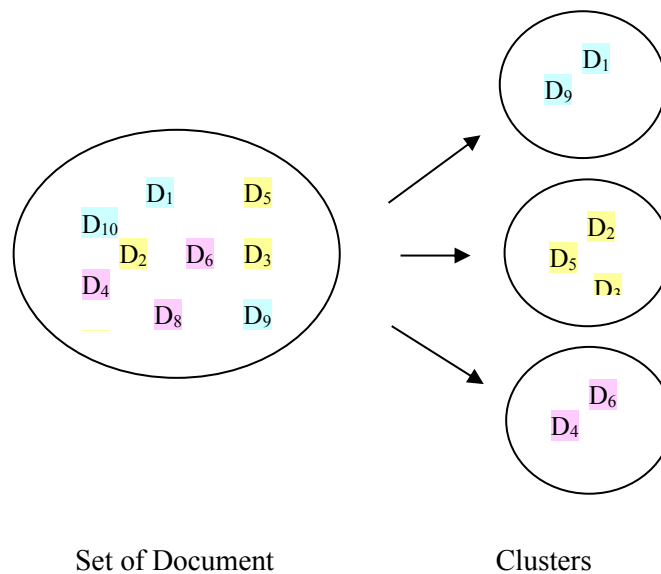 D₁
D₉
D₁ D₅
D₁₀
D₂ D₆ D₃
D₄
D₈ D₉
D₂
D₅
D₃
D₆
D₄
Set of Document Clusters